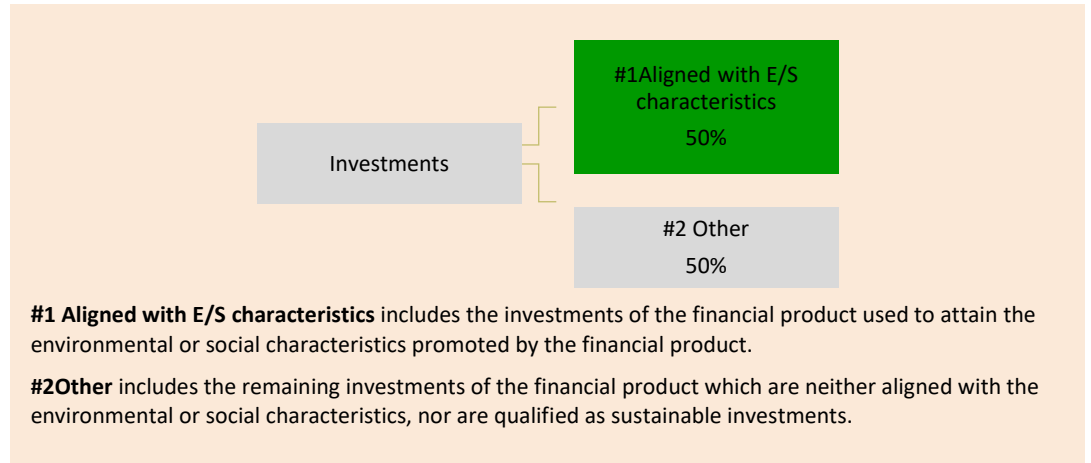 #1Aligned with E/S
characteristics
50%
Investments
#2 Other
50%
#1 Aligned with E/S characteristics includes the investments of the financial product used to attain the
environmental or social characteristics promoted by the financial product.
#2Other includes the remaining investments of the financial product which are neither aligned with the
environmental or social characteristics, nor are qualified as sustainable investments.